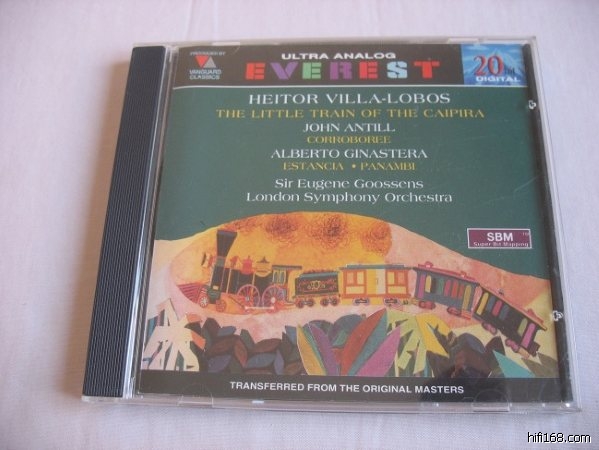 PRODUCED BY
VANGUARD
CLASSICS
ULTRA ANALOG
EVEREST
20bit
DIGITAL
HEITOR VILLA-LOBOS
THE LITTLE TRAIN OF THE CAIPIRA
JOHN ANTILL
CORROBOREE
ALBERTO GINASTERA
ESTANCIA • PANAMBI
Sir Eugene Goossens
London Symphony Orchestra
SBM
Super Bit Mapping
TRANSFERRED FROM THE ORIGINAL MASTERS
hifi168.com